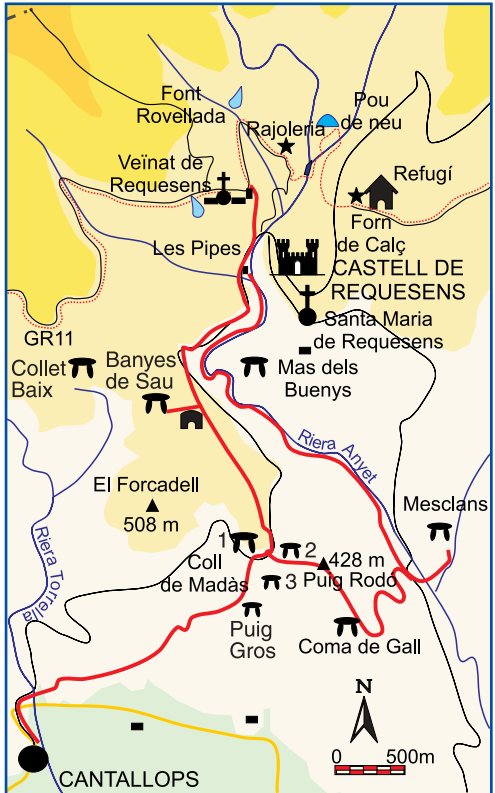 Font
Rovellada
Rajoleria
Pou
de neu
Veïnat de
Requesens
Refugí
Forn
de Calç
Les Pipes
CASTELL DE
REQUESENS
Santa Maria
de Requesens
GR11
Collet
Baix
Banyes
de Sau
Mas dels
Buenys
Riera Anyet
El Forcadell
508 m
Mesclans
1
2
Coll
de Madàs
428 m
3 Puig Rodó
Riera Torrella
Puig
Gros
Coma de Gall
N
0 500m
CANTALLOPS